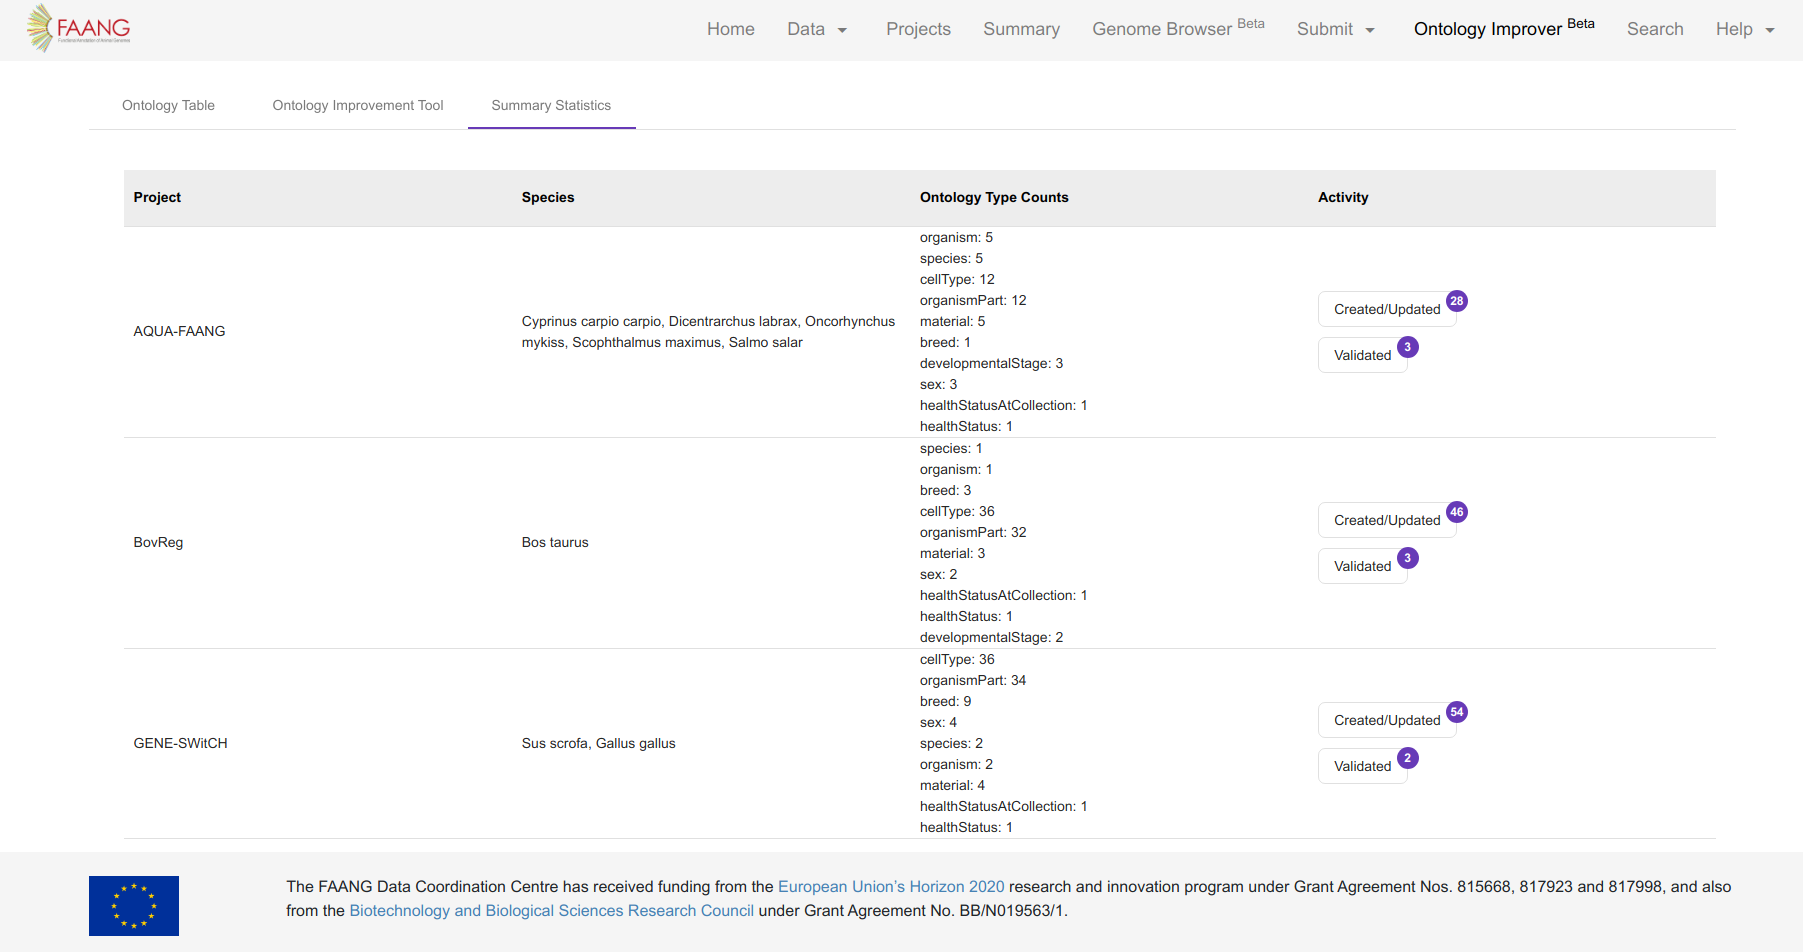 FAANG
Functional Annotation of Animal Genomes
Home Data Projects Summary Genome Browser Beta Submit Ontology Improver Beta Search Help
Ontology Table Ontology Improvement Tool Summary Statistics
Project Species Ontology Type Counts Activity
AQUA-FAANG
Cyprinus carpio carpio, Dicentrarchus labrax, Oncorhynchus
mykiss, Scophthalmus maximus, Salmo salar
organism: 5
species: 5
cellType: 12
organismPart: 12
material: 5
breed: 1
developmentalStage: 3
sex: 3
healthStatusAtCollection: 1
healthStatus: 1
Created/Updated 28
Validated 3
BovReg
Bos taurus
species: 1
organism: 1
breed: 3
cellType: 36
organismPart: 32
material: 3
sex: 2
healthStatusAtCollection: 1
healthStatus: 1
developmentalStage: 2
Created/Updated 46
Validated 3
GENE-SWitCH
Sus scrofa, Gallus gallus
cellType: 36
organismPart: 34
breed: 9
sex: 4
species: 2
organism: 2
material: 4
healthStatusAtCollection: 1
healthStatus: 1
Created/Updated 54
Validated 2
The FAANG Data Coordination Centre has received funding from the European Union's Horizon 2020 research and innovation program under Grant Agreement Nos. 815668, 817923 and 817998, and also
from the Biotechnology and Biological Sciences Research Council under Grant Agreement No. BB/N019563/1.